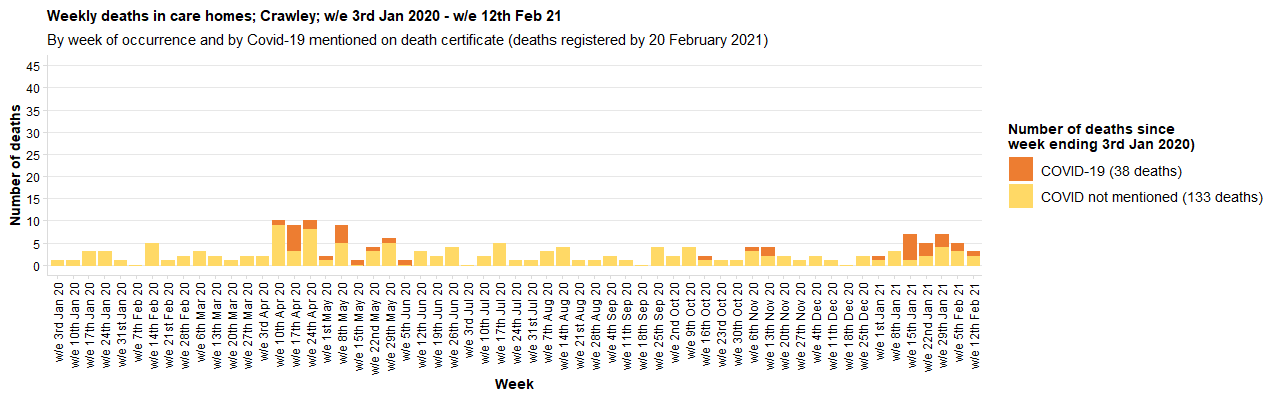 Weekly deaths in care homes; Crawley; w/e 3rd Jan 2020 - w/e 12th Feb 21
By week of occurrence and by Covid-19 mentioned on death certificate (deaths registered by 20 February 2021)
45
40
35
30
25
20
15
10
5
0
Number of deaths
w/e 3rd Jan 20
w/e 10th Jan 20
w/e 17th Jan 20
w/e 24th Jan 20
w/e 31st Jan 20
w/e 7th Feb 20
w/e 14th Feb 20
w/e 21st Feb 20
w/e 28th Feb 20
w/e 6th Mar 20
w/e 13th Mar 20
w/e 20th Mar 20
w/e 27th Mar 20
w/e 3rd Apr 20
w/e 10th Apr 20
w/e 17th Apr 20
w/e 24th Apr 20
w/e 1st May 20
w/e 8th May 20
w/e 15th May 20
w/e 22nd May 20
w/e 29th May 20
w/e 5th Jun 20
w/e 12th Jun 20
w/e 19th Jun 20
w/e 26th Jun 20
w/e 3rd Jul 20
w/e 10th Jul 20
w/e 17th Jul 20
w/e 24th Jul 20
w/e 31st Jul 20
w/e 7th Aug 20
w/e 14th Aug 20
w/e 21st Aug 20
w/e 28th Aug 20
w/e 4th Sep 20
w/e 11th Sep 20
w/e 18th Sep 20
w/e 25th Sep 20
w/e 2nd Oct 20
w/e 9th Oct 20
w/e 16th Oct 20
w/e 23rd Oct 20
w/e 30th Oct 20
w/e 6th Nov 20
w/e 13th Nov 20
w/e 20th Nov 20
w/e 27th Nov 20
w/e 4th Dec 20
w/e 11th Dec 20
w/e 18th Dec 20
w/e 25th Dec 20
w/e 1st Jan 21
w/e 8th Jan 21
w/e 15th Jan 21
w/e 22nd Jan 21
w/e 29th Jan 21
w/e 5th Feb 21
w/e 12th Feb 21
Week
Number of deaths since
week ending 3rd Jan 2020)
COVID-19 (38 deaths)
COVID not mentioned (133 deaths)